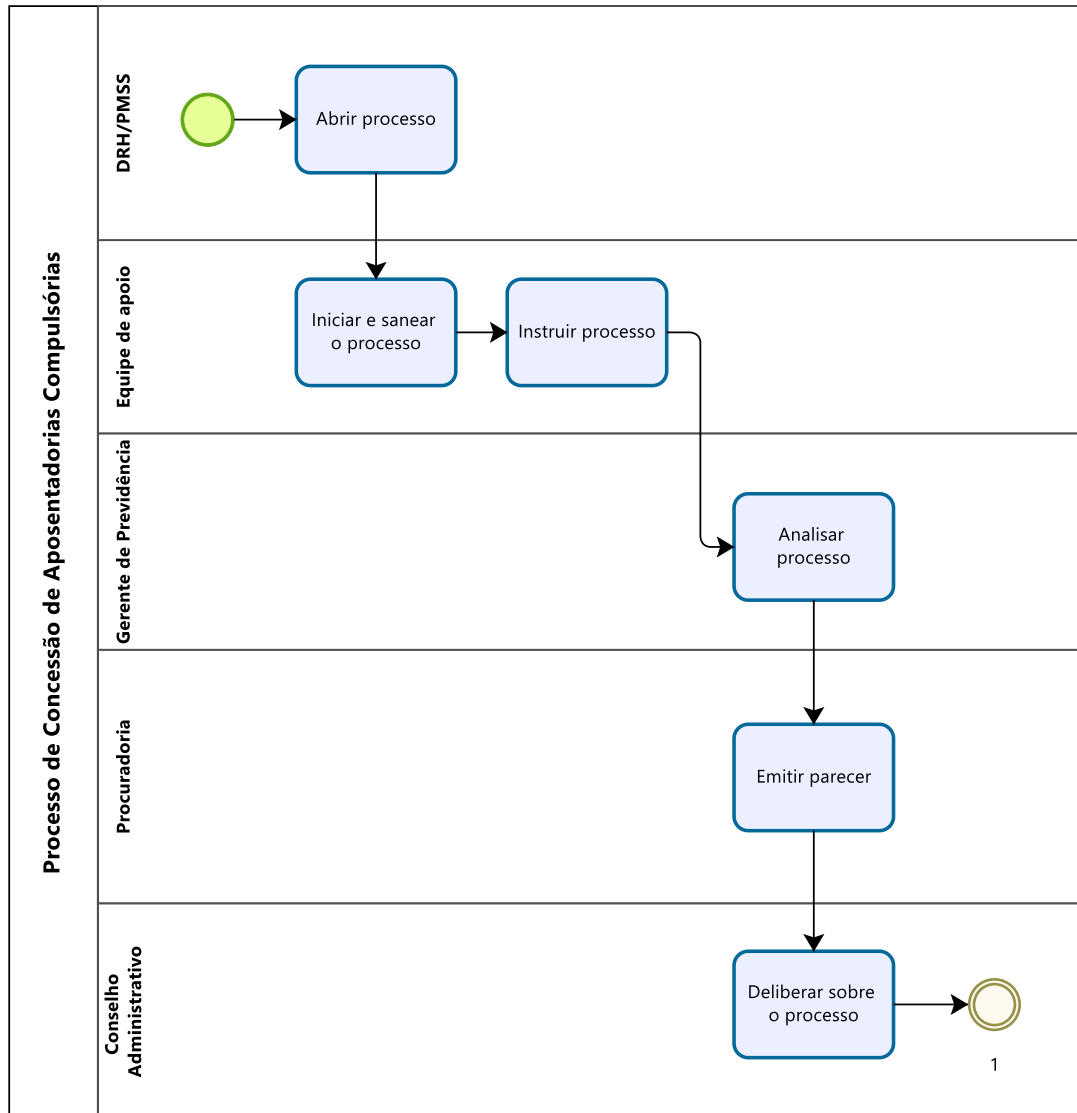 Processo de Concessão de Aposentadorias Compulsórias
DRH/PMSS
Abrir processo
Equipe de apoio
Iniciar e sanear
o processo
Instruir processo
Gerente de Previdência
Analisar
processo
Procuradoria
Emitir parecer
Conselho
Administrativo
Deliberar sobre
o processo
1